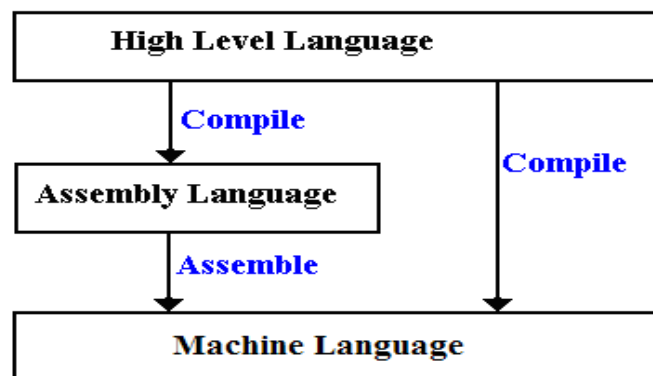 High Level Language
Compile
Compile
Assembly Language
Assemble
Machine Language